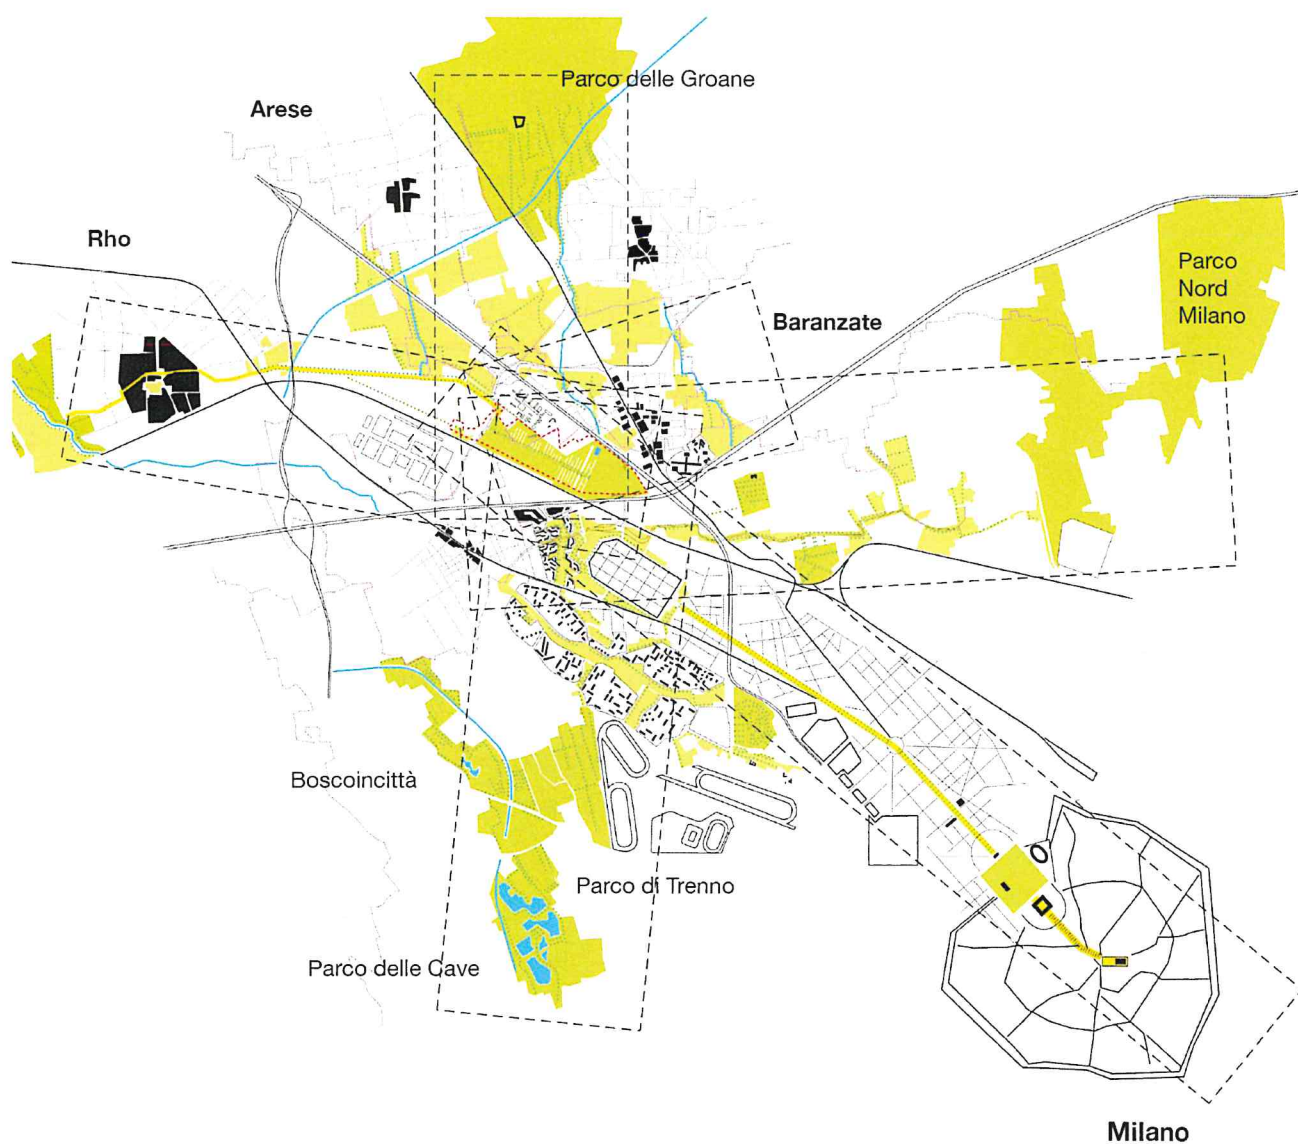 Parco delle Groane
Arese
Rho
Parco
Nord
Milano
Baranzate
Boscoincittà
Parco di Trenno
Parco delle Cave
Milano